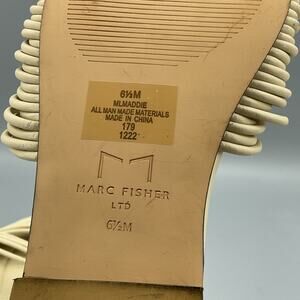 6½M
MLMADDIE
ALL MAN MADE MATERIALS
MADE IN CHINA
179
1222
MARC FISHER
LTD
6½M